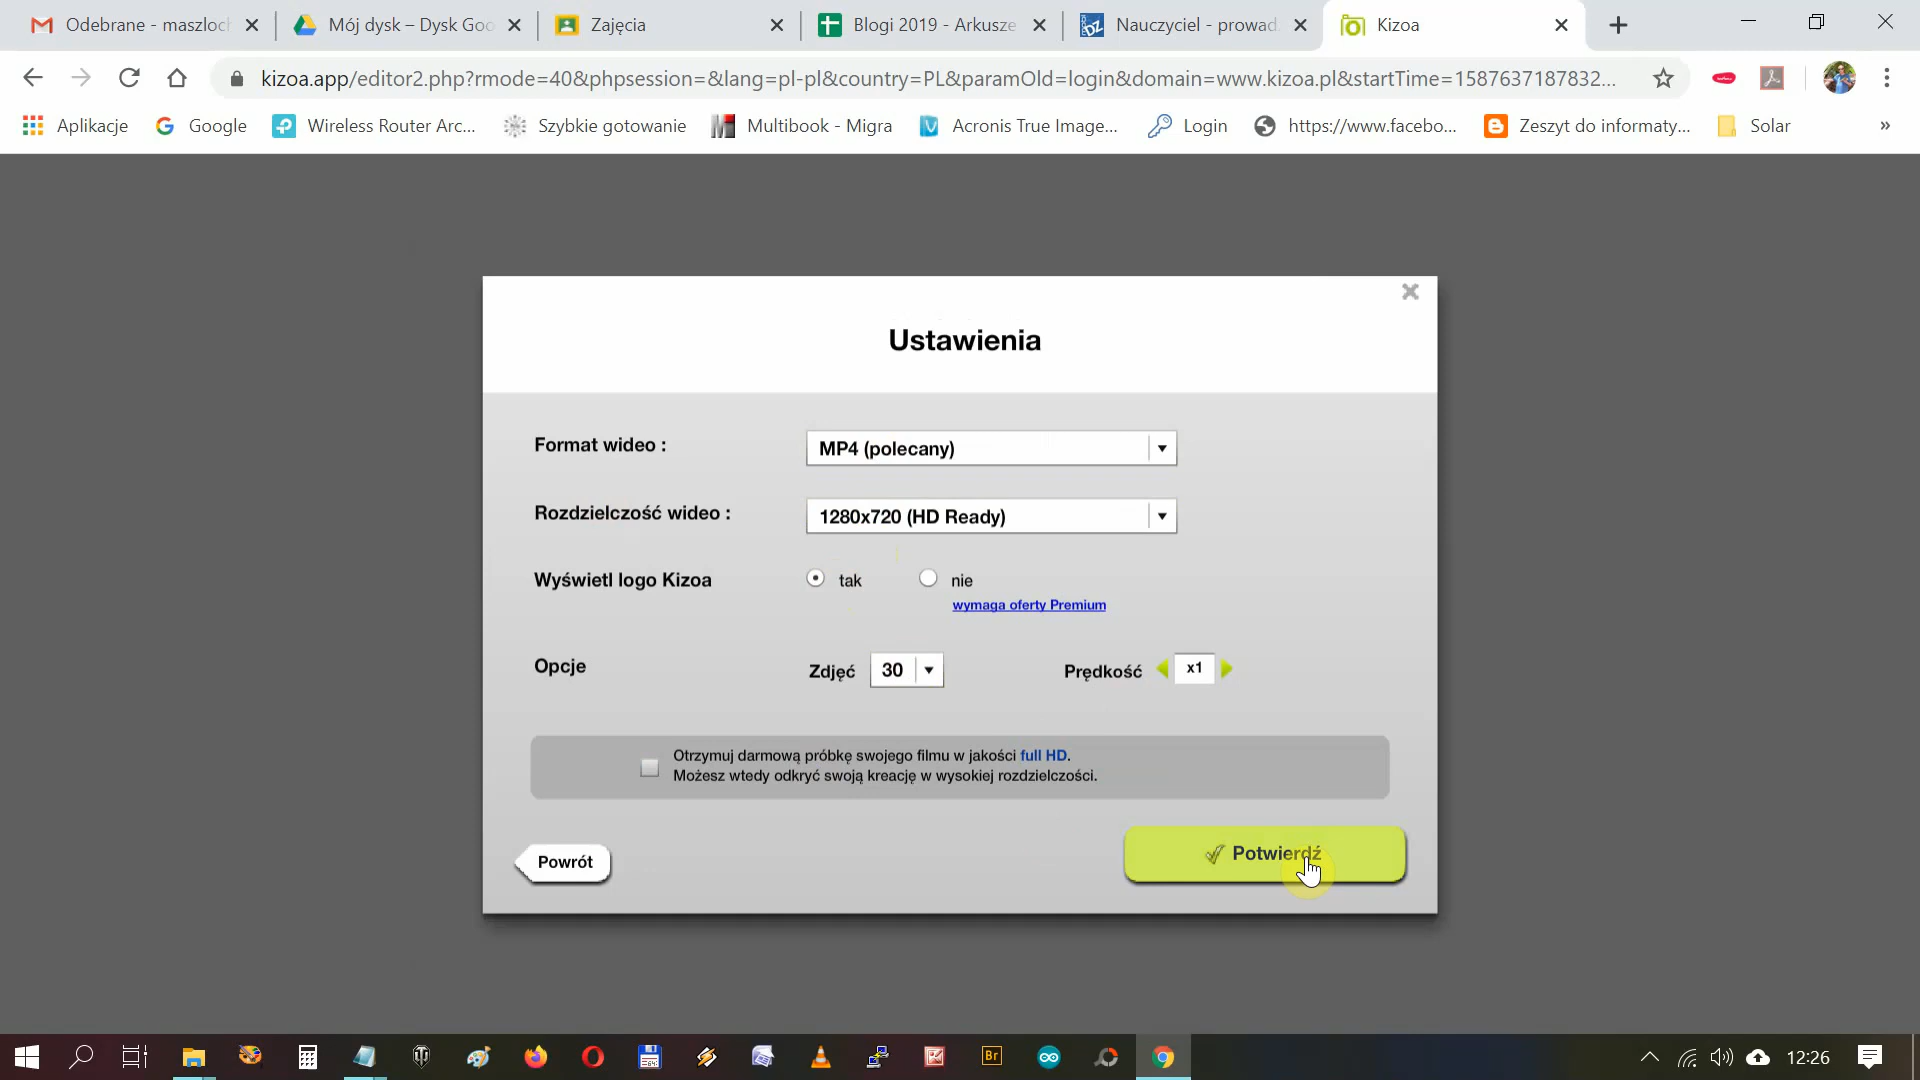 Odebrane - maszloch
Mój dysk – Dysk Goo
Zajęcia
Blogi 2019 - Arkusze
Nauczyciel - prowad
Kizoa
kizoa.app/editor2.php?rmode=40&phpsession=&lang=pl-pl&country=PL&paramOld=login&domain=www.kizoa.pl&startTime=1587637187832...
Aplikacje
Google
Wireless Router Arc...
Szybkie gotowanie
Multibook - Migra
Acronis True Image...
Login
https://www.facebo...
Zeszyt do informaty...
Solar
»
Ustawienia
Format wideo :
MP4 (polecany)
Rozdzielczość wideo :
1280x720 (HD Ready)
Wyświetl logo Kizoa
tak
nie
wymaga oferty Premium
Opcje
Zdjęć
30
Prędkość
x1
Otrzymuj darmową próbkę swojego filmu w jakości full HD.
Możesz wtedy odkryć swoją kreację w wysokiej rozdzielczości.
Powrót
Potwierdź
Br
12:26